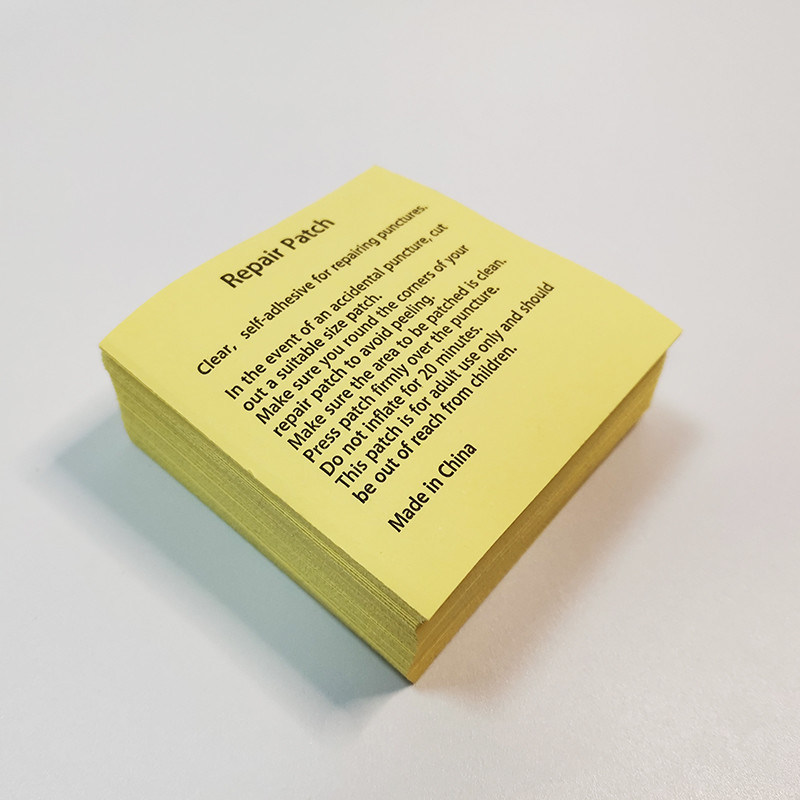 Repair Patch
Clear, self-adhesive for repairing punctures.
In the event of an accidental puncture, cut
out a suitable size patch.
Make sure you round the corners of your
repair patch to avoid peeling.
Make sure the area to be patched is clean.
Press patch firmly over the puncture.
Do not inflate for 20 minutes.
This patch is for adult use only and should
be out of reach from children.
Made in China